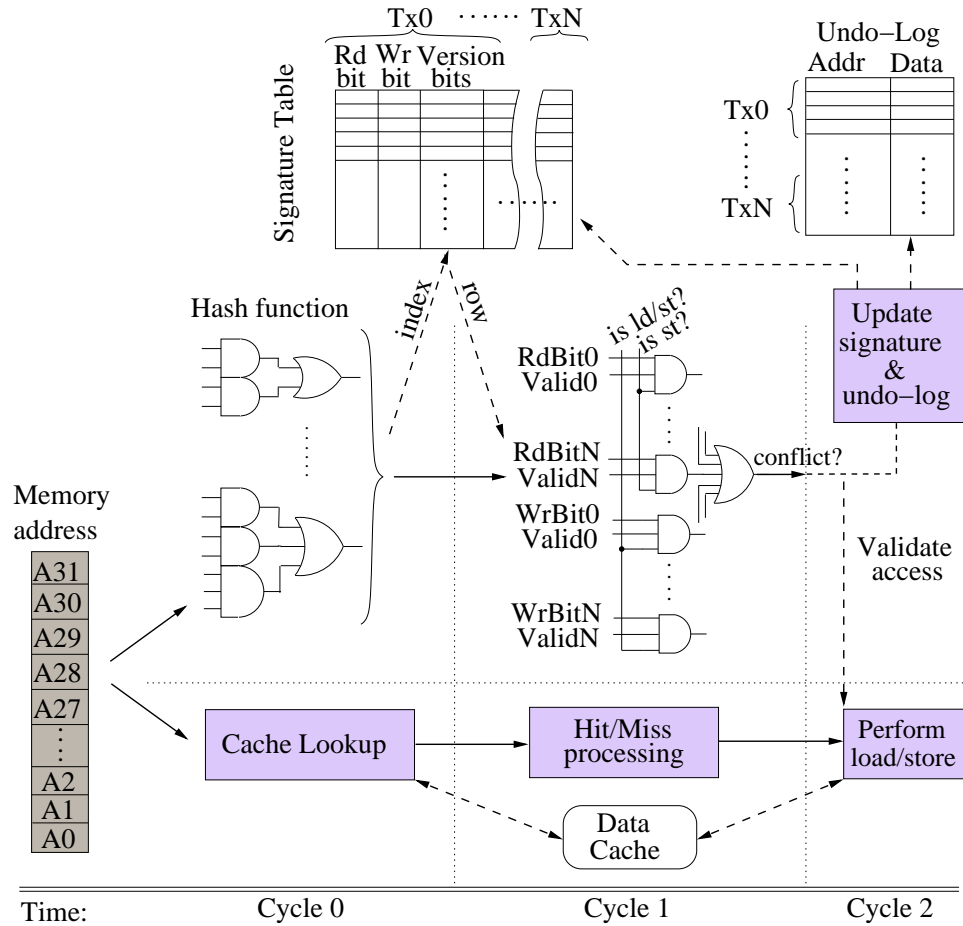 Tx0 ······· TxN
Rd bit
Wr bit
Version bits
Signature Table
Undo−Log
Addr Data
Tx0
TxN
Hash function
index
row
is ld/st?
is st?
RdBit0
Valid0
RdBitN
ValidN
WrBit0
Valid0
WrBitN
ValidN
conflict?
Update
signature
&
undo−log
Validate
access
Memory
address
A31
A30
A29
A28
A27
A2
A1
A0
Cache Lookup
Hit/Miss
processing
Perform
load/store
Data
Cache
Time: Cycle 0 Cycle 1 Cycle 2